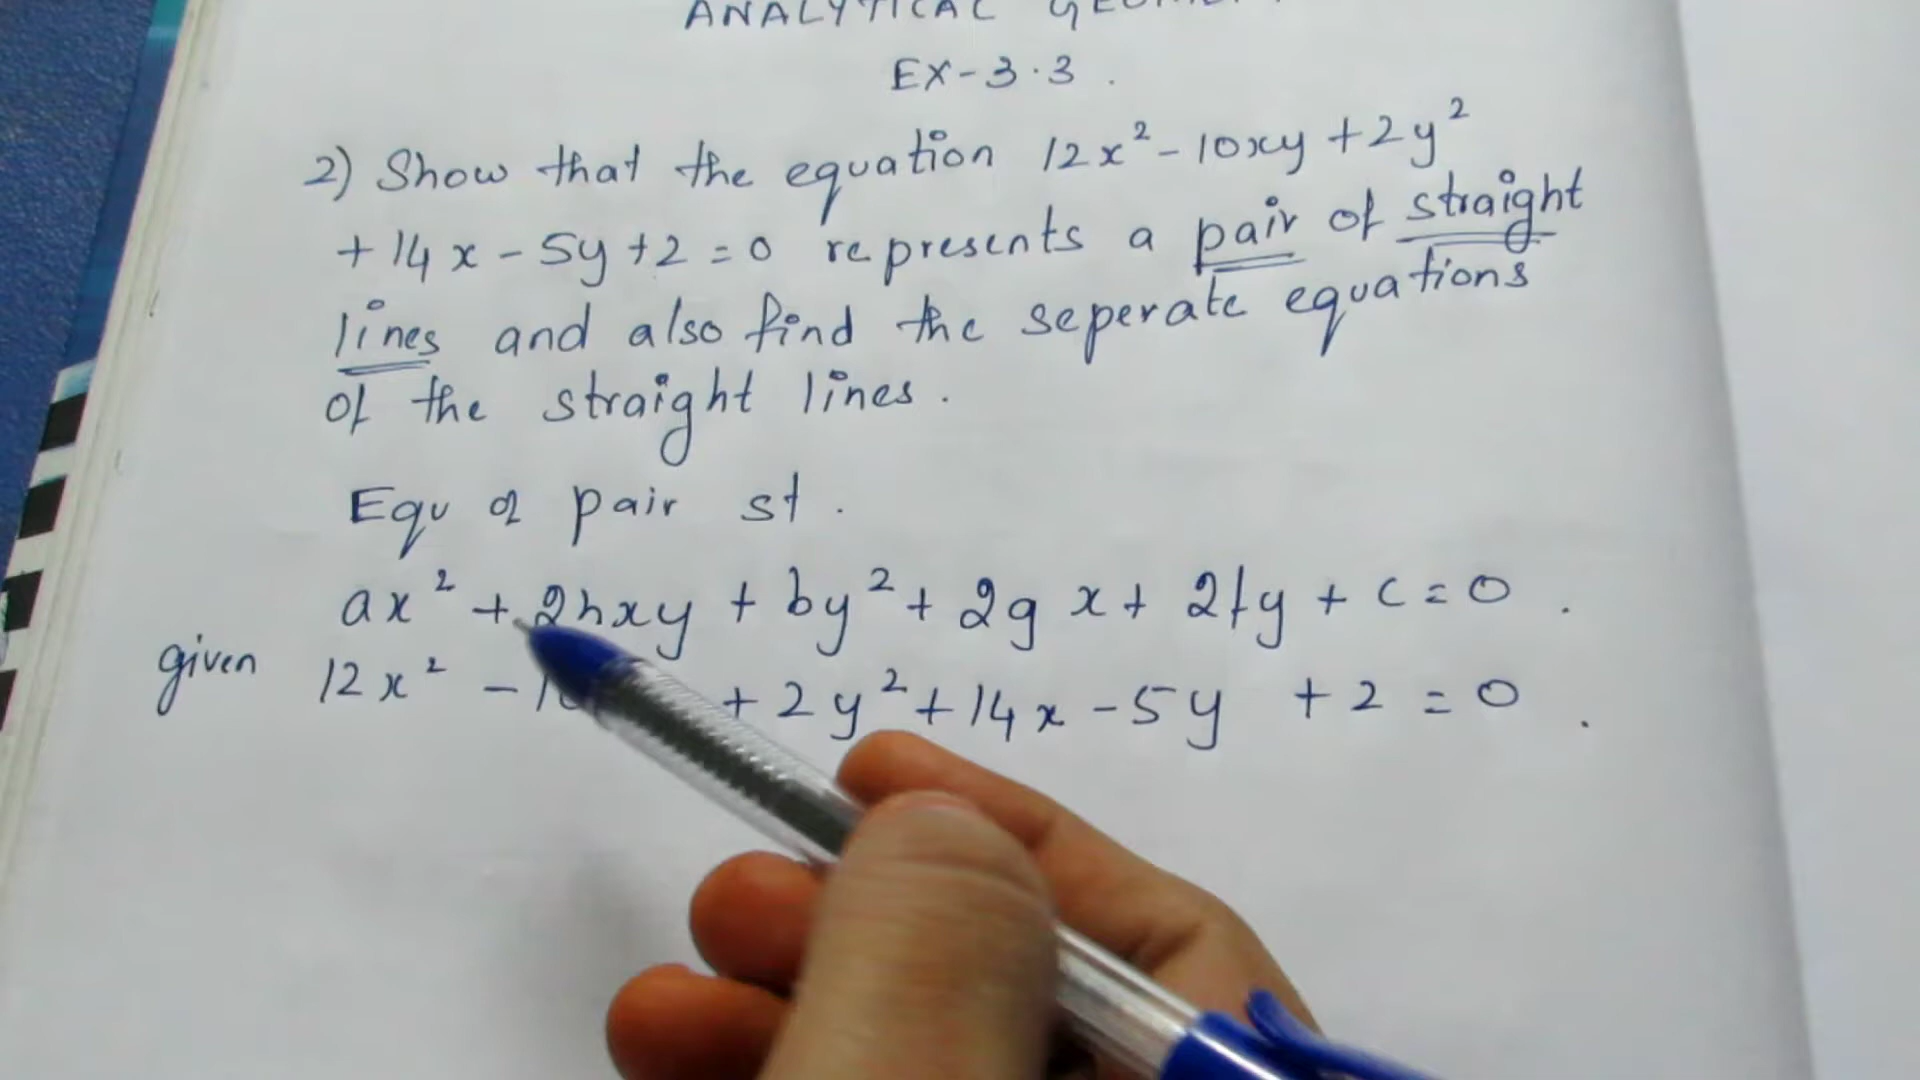 ANALYTICAL
EX-3.3.
2) Show that the equation 12x² - 10xy + 2y²
+ 14x - 5y + 2 = 0 represents a pair of straight
lines and also find the seperate equations
of the straight lines.
Equ of pair st.
ax² + 2hxy + by² + 2gx + 2fy + c = 0.
given 12x² - + 2y² + 14x - 5y + 2 = 0.